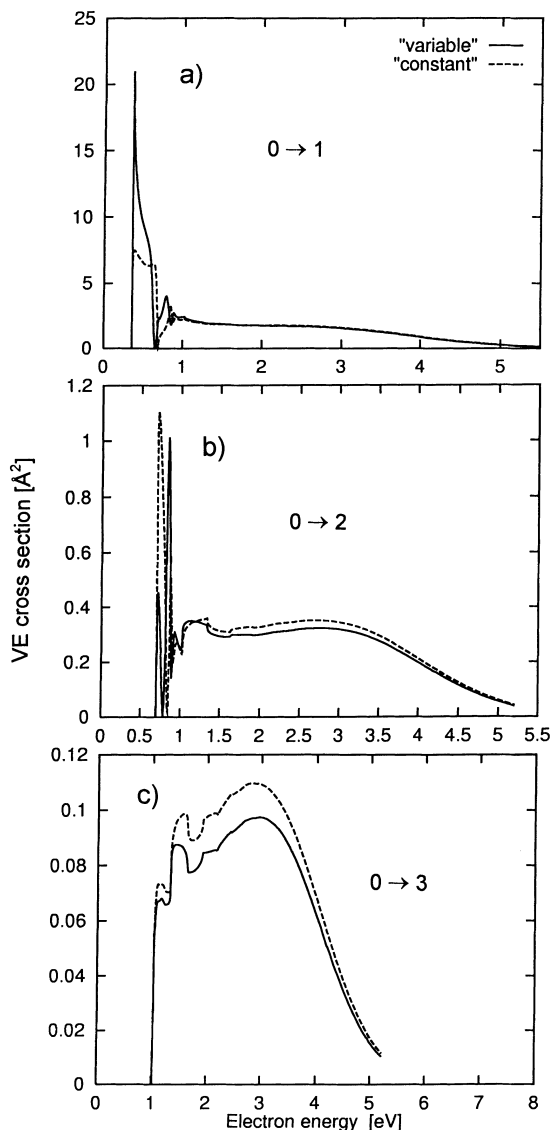 25
20
15
10
5
0
"variable"
"constant"
a)
0 → 1
0 1 2 3 4 5
1.2
1
0.8
0.6
0.4
0.2
0
b)
0 → 2
0 0.5 1 1.5 2 2.5 3 3.5 4 4.5 5 5.5
VE cross section [Å²]
0.12
0.1
0.08
0.06
0.04
0.02
0
c)
0 → 3
0 1 2 3 4 5 6 7 8
Electron energy [eV]